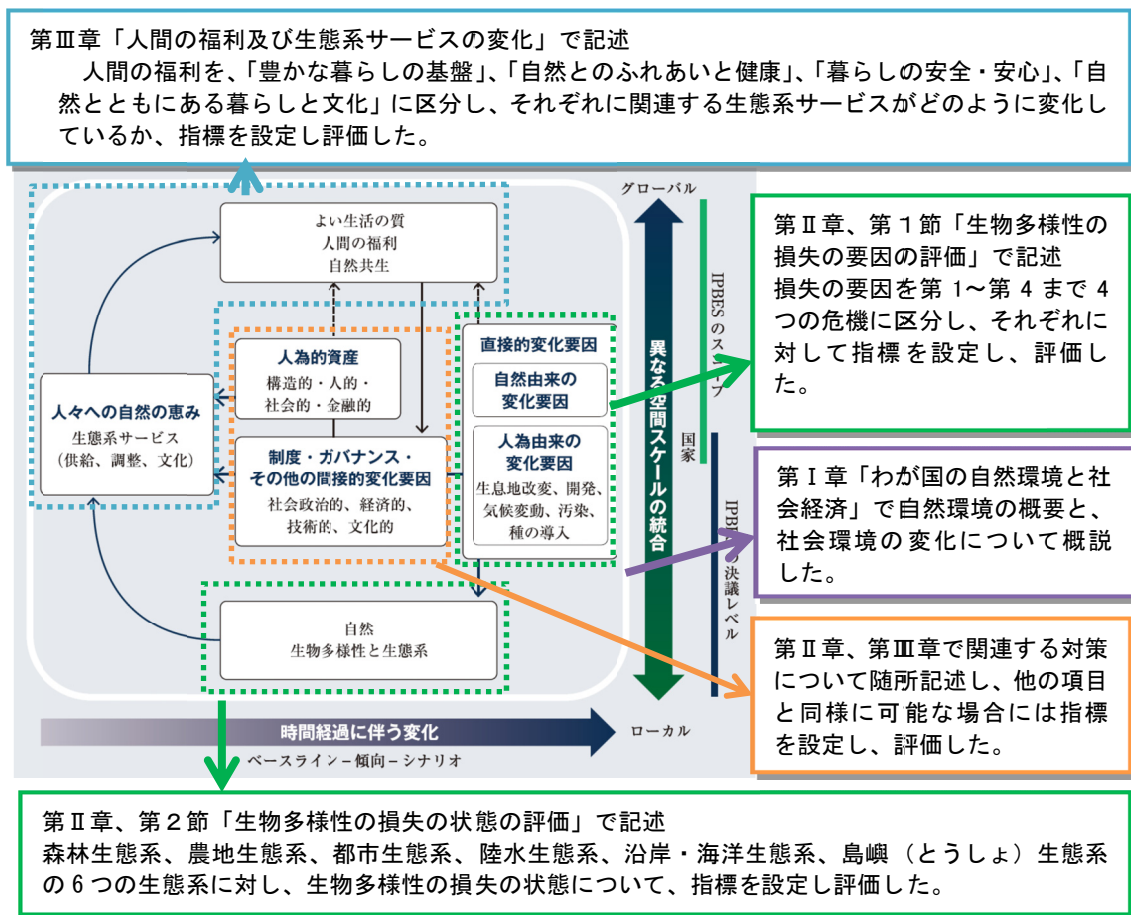 第Ⅲ章「人間の福利及び生態系サービスの変化」で記述
人間の福利を、「豊かな暮らしの基盤」、「自然とのふれあいと健康」、「暮らしの安全・安心」、「自
然とともにある暮らしと文化」に区分し、それぞれに関連する生態系サービスがどのように変化し
ているか、指標を設定し評価した。
グローバル
よい生活の質
人間の福利
自然共生
人為的資産
構造的・人的・
社会的・金融的
人々への自然の恵み
生態系サービス
(供給、調整、文化)
制度・ガバナンス・
その他の間接的変化要因
社会政治的、経済的、
技術的、文化的
直接的変化要因
自然由来の
変化要因
人為由来の
変化要因
生息地改変、開発、
気候変動、汚染、
種の導入
自然
生物多様性と生態系
異なる空間スケールの統合
IPBESのスコープ
国家
IPBESの決議レベル
ローカル
時間経過に伴う変化
ベースライン−傾向−シナリオ
第Ⅱ章、第1節「生物多様性の
損失の要因の評価」で記述
損失の要因を第1～第4まで4
つの危機に区分し、それぞれに
対して指標を設定し、評価し
た。
第Ⅰ章「わが国の自然環境と社
会経済」で自然環境の概要と、
社会環境の変化について概説
した。
第Ⅱ章、第Ⅲ章で関連する対策
について随所記述し、他の項目
と同様に可能な場合には指標
を設定し、評価した。
第Ⅱ章、第2節「生物多様性の損失の状態の評価」で記述
森林生態系、農地生態系、都市生態系、陸水生態系、沿岸・海洋生態系、島嶼（とうしょ）生態系
の6つの生態系に対し、生物多様性の損失の状態について、指標を設定し評価した。